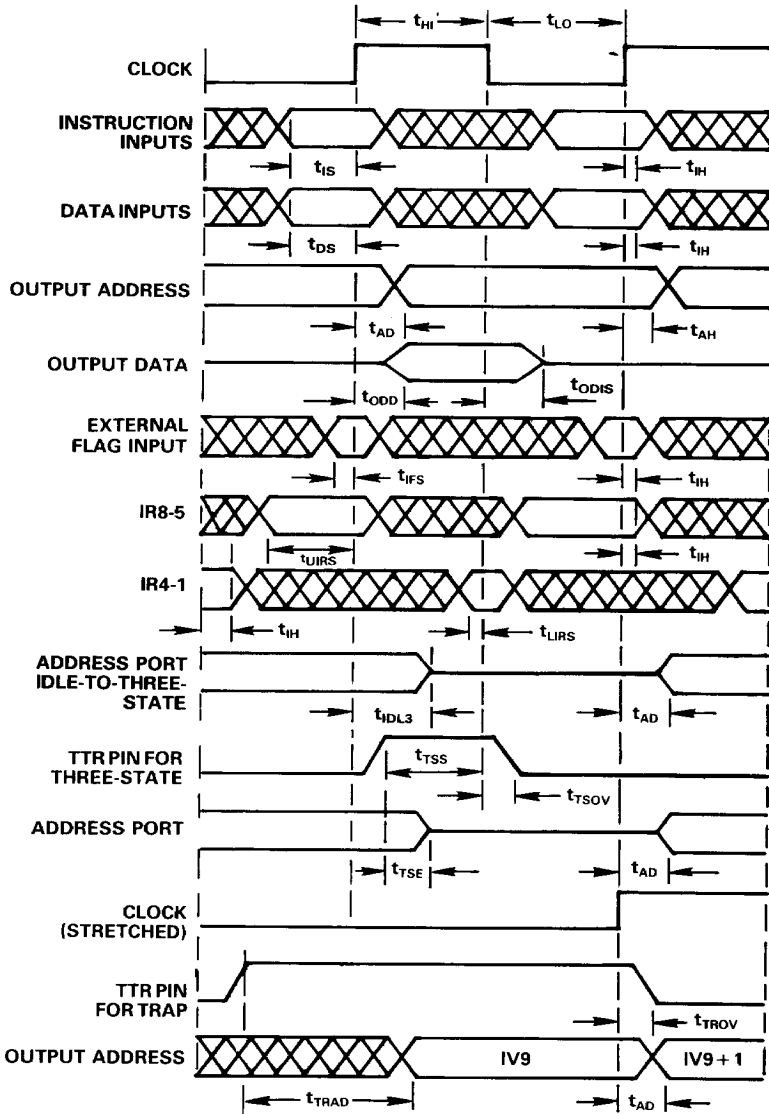 tHI tLO
CLOCK
INSTRUCTION
INPUTS
tIS tIH
DATA INPUTS
tDS tIH
OUTPUT ADDRESS
tAD tAH
OUTPUT DATA
tODD tODIS
EXTERNAL
FLAG INPUT
tIFS tIH
IR8-5
tUIRS tIH
IR4-1
tIH tLIRS
ADDRESS PORT
IDLE-TO-THREE-
STATE
tIDL3 tAD
TTR PIN FOR
THREE-STATE
tTSS
tTSOV
ADDRESS PORT
tTSE tAD
CLOCK
(STRETCHED)
TTR PIN
FOR TRAP
tTROV
OUTPUT ADDRESS IV9 IV9 + 1
tTRAD tAD